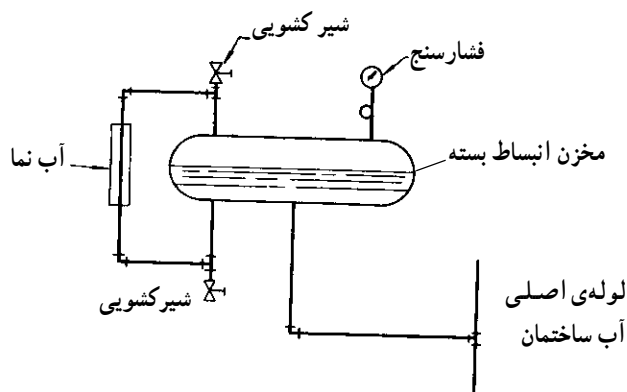 شیر کشویی
فشارسنج
آب نما
مخزن انبساط بسته
شیرکشویی
لوله‌ی اصلی
آب ساختمان